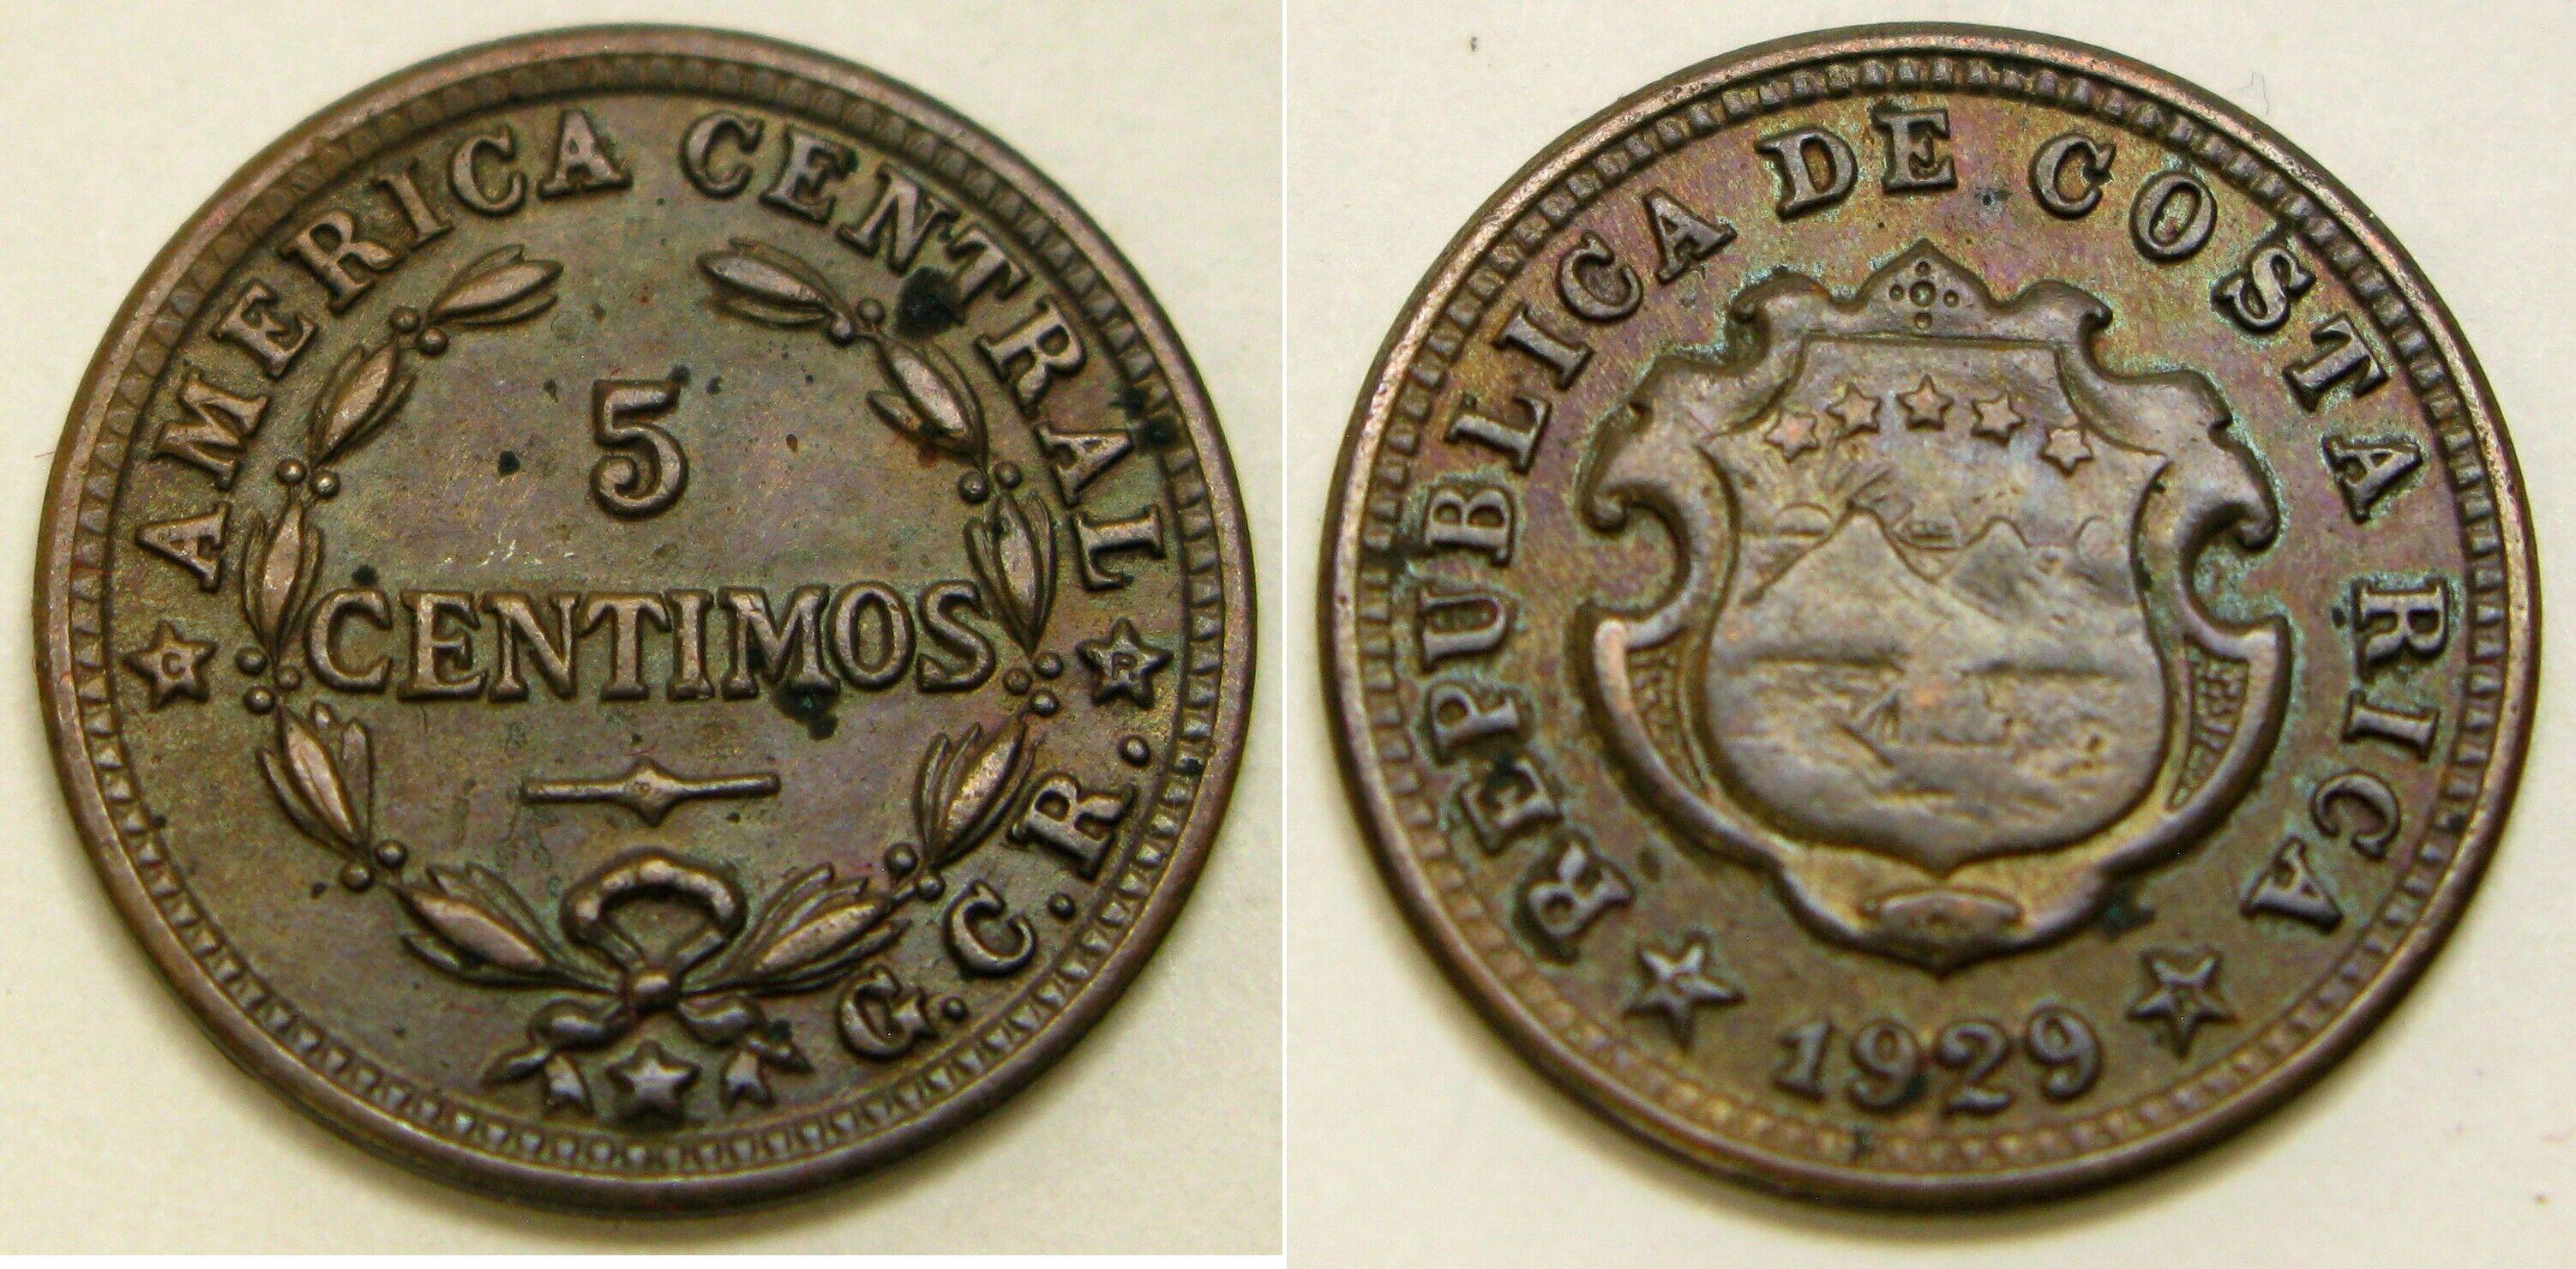 AMERICA CENTRAL
5
CENTIMOS
C R
G.C.R.
REPUBLICA DE COSTA RICA
1929